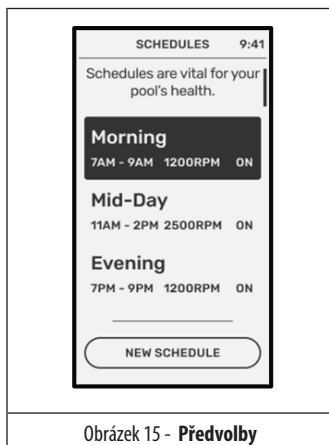 SCHEDULES 9:41
Schedules are vital for your
pool's health.
Morning
7AM - 9AM 1200RPM ON
Mid-Day
11AM - 2PM 2500RPM ON
Evening
7PM - 9PM 1200RPM ON
NEW SCHEDULE
Obrázek 15 - Předvolby